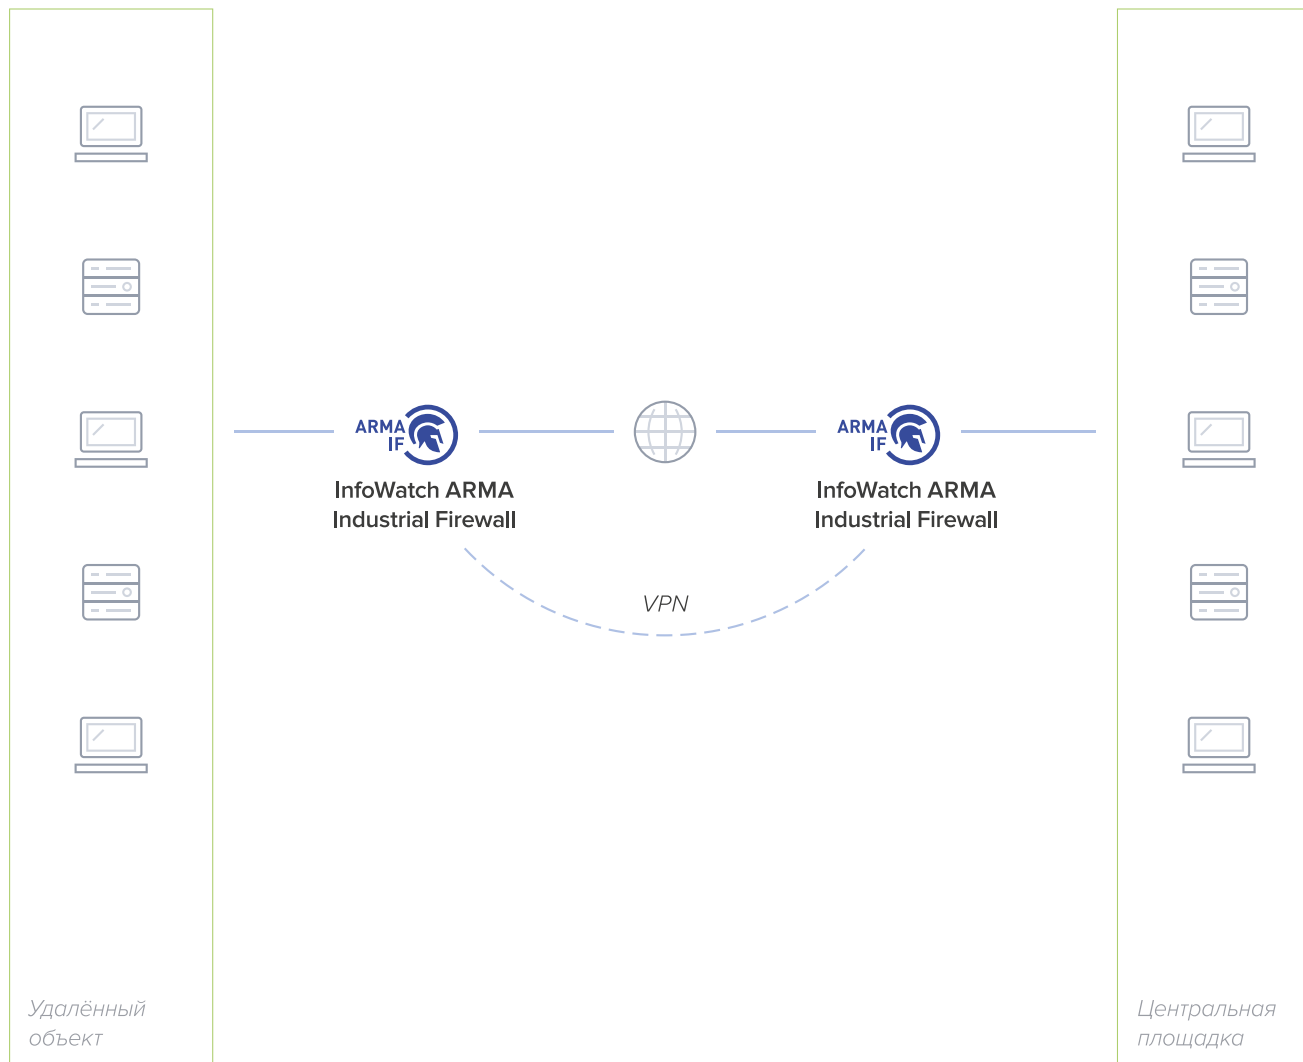 ARMA
IF
InfoWatch ARMA
Industrial Firewall
ARMA
IF
InfoWatch ARMA
Industrial Firewall
VPN
Удалённый
объект
Центральная
площадка